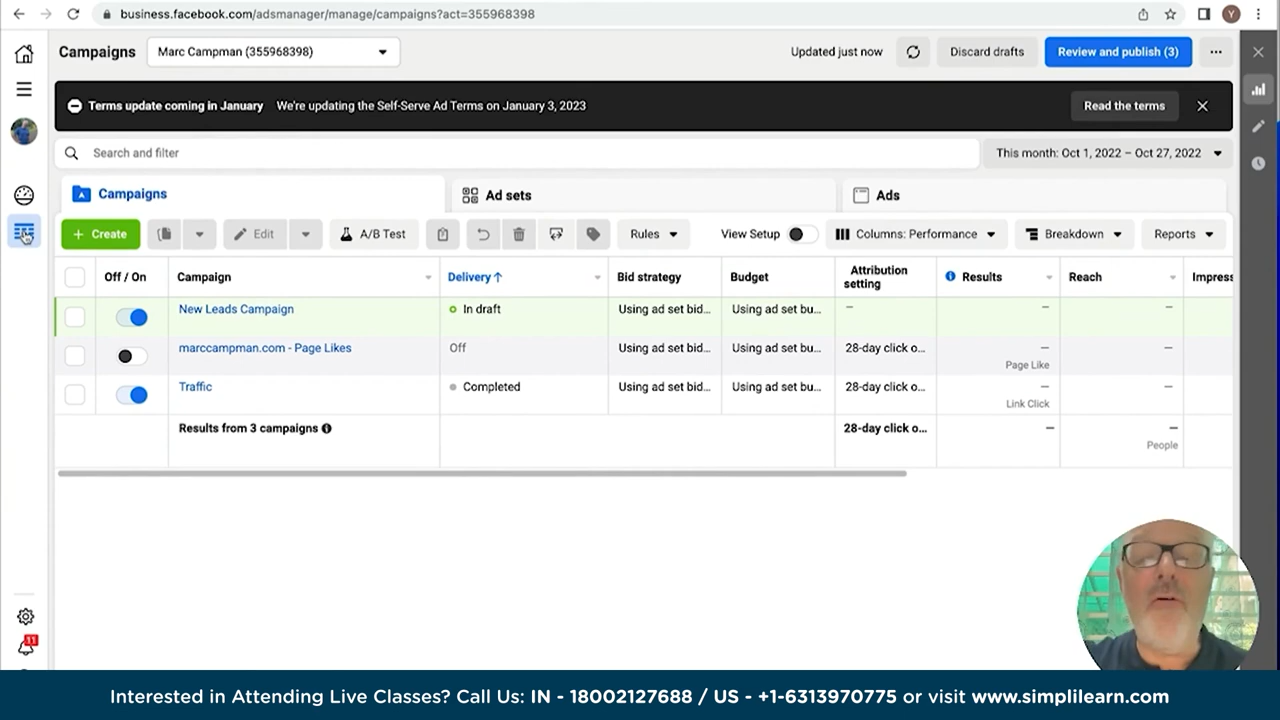 business.facebook.com/adsmanager/manage/campaigns?act=355968398
Y
Campaigns
Marc Campman (355968398)
Updated just now
Discard drafts
Review and publish (3)
Terms update coming in January We're updating the Self-Serve Ad Terms on January 3, 2023
Read the terms
Search and filter
This month: Oct 1, 2022 – Oct 27, 2022
Campaigns
Ad sets
Ads
+ Create
Edit
A/B Test
Rules
View Setup
Columns: Performance
Breakdown
Reports
Off / On
Campaign
Delivery ↑
Bid strategy
Budget
Attribution
setting
Results
Reach
Impress
New Leads Campaign
In draft
Using ad set bid...
Using ad set bu...
–
–
–
marccampman.com - Page Likes
Off
Using ad set bid...
Using ad set bu...
28-day click o...
–
Page Like
–
Traffic
Completed
Using ad set bid...
Using ad set bu...
28-day click o...
–
Link Click
–
Results from 3 campaigns
28-day click o...
–
–
People
11
Interested in Attending Live Classes? Call Us: IN - 18002127688 / US - +1-6313970775 or visit www.simplilearn.com